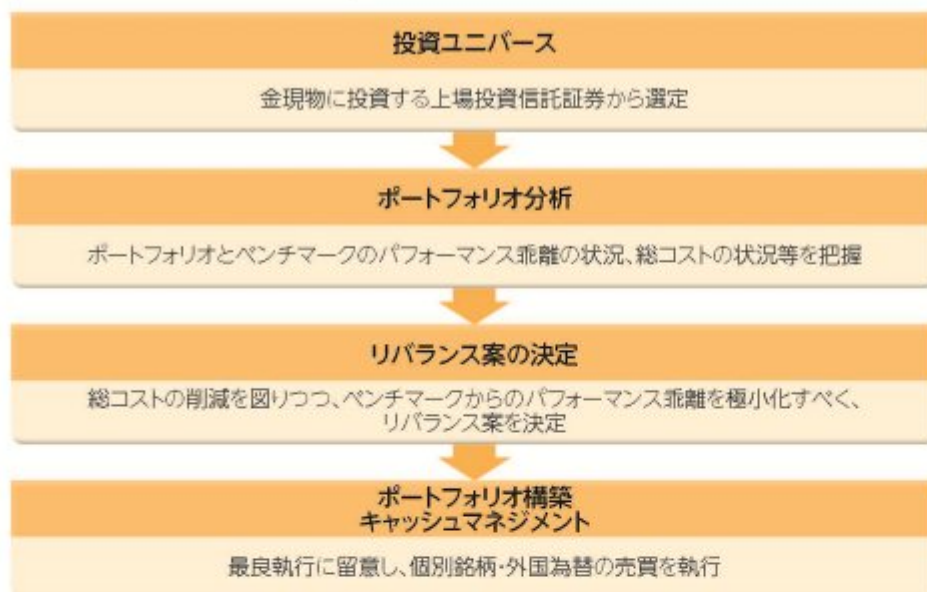 投資ユニバース
金現物に投資する上場投資信託証券から選定
ポートフォリオ分析
ポートフォリオとベンチマークのパフォーマンス乖離の状況、総コストの状況等を把握
リバランス案の決定
総コストの削減を図りつつ、ベンチマークからのパフォーマンス乖離を極小化すべく、
リバランス案を決定
ポートフォリオ構築
キャッシュマネジメント
最良執行に留意し、個別銘柄・外国為替の売買を執行